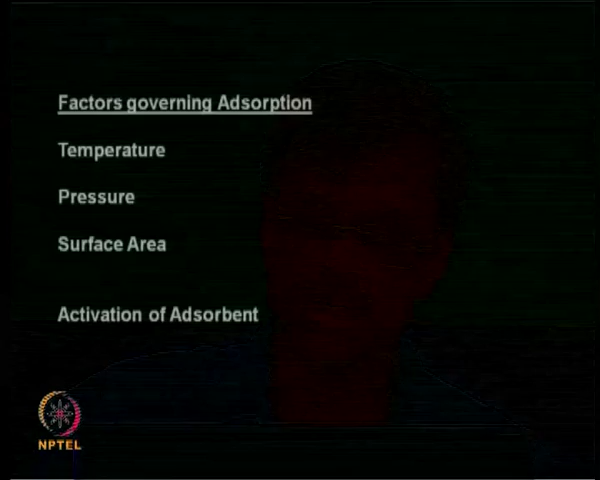 Factors governing Adsorption
Temperature
Pressure
Surface Area
Activation of Adsorbent
NPTEL